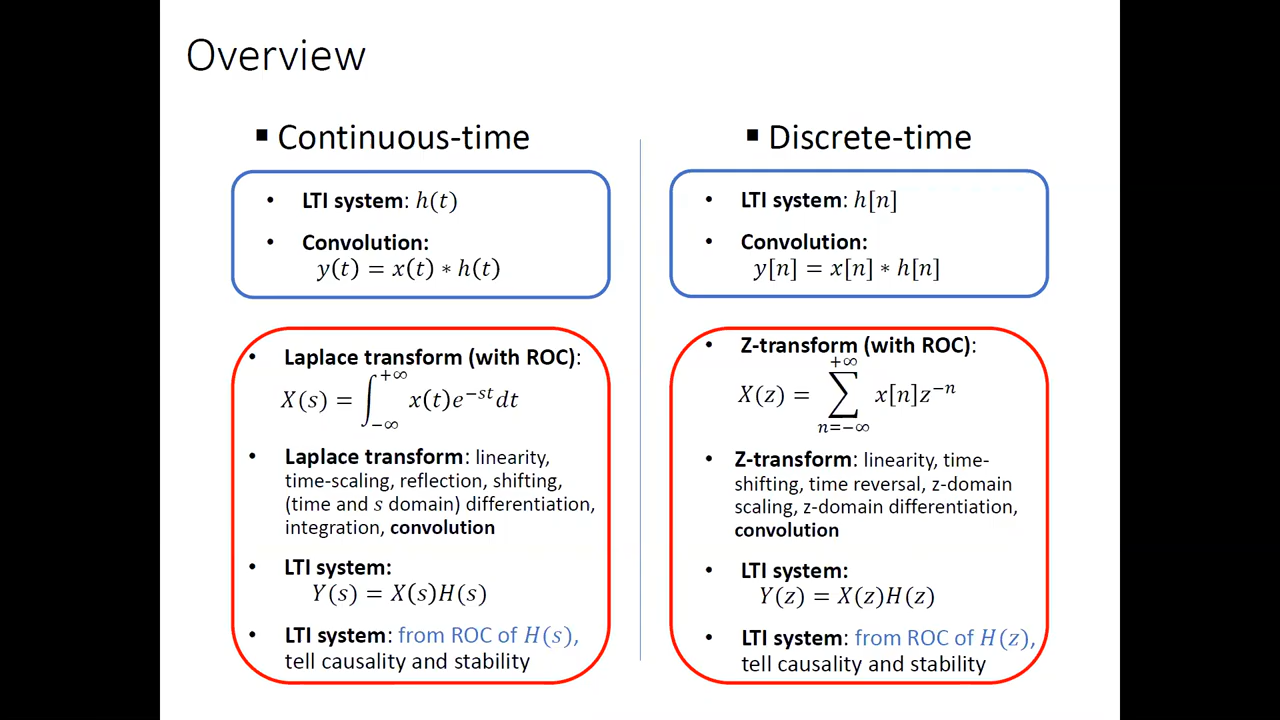 Overview
▪ Continuous-time
• LTI system: h(t)
• Convolution:
y(t) = x(t) ∗ h(t)
• Laplace transform (with ROC):
X(s) = ∫_{−∞}^{+∞} x(t)e^{−st}dt
• Laplace transform: linearity,
time-scaling, reflection, shifting,
(time and s domain) differentiation,
integration, convolution
• LTI system:
Y(s) = X(s)H(s)
• LTI system: from ROC of H(s),
tell causality and stability
▪ Discrete-time
• LTI system: h[n]
• Convolution:
y[n] = x[n] ∗ h[n]
• Z-transform (with ROC):
X(z) = ∑_{n=−∞}^{+∞} x[n]z^{−n}
• Z-transform: linearity, time-
shifting, time reversal, z-domain
scaling, z-domain differentiation,
convolution
• LTI system:
Y(z) = X(z)H(z)
• LTI system: from ROC of H(z),
tell causality and stability